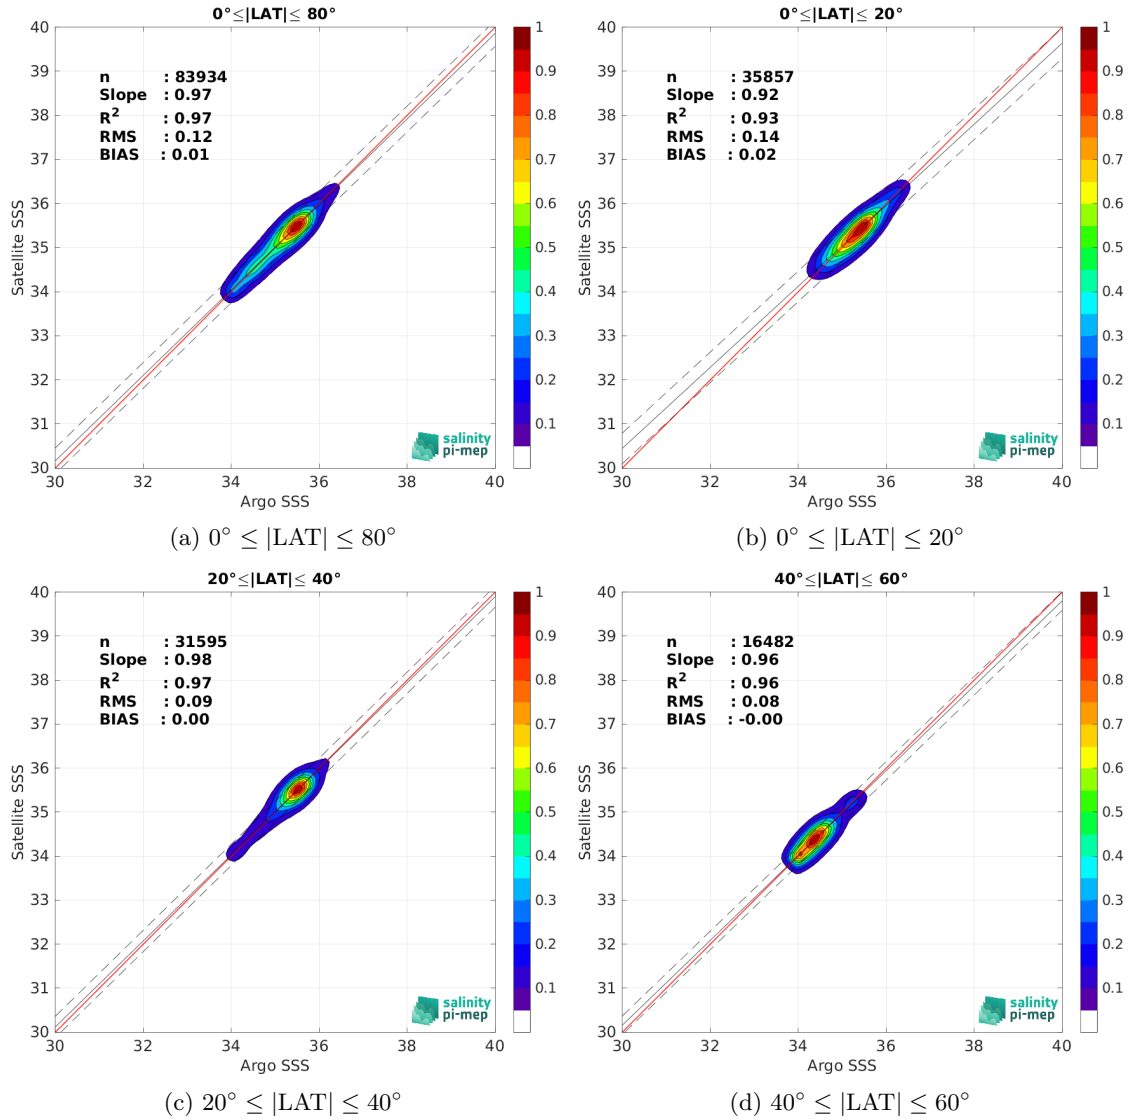 0°≤|LAT|≤ 80°
n : 83934
Slope : 0.97
R² : 0.97
RMS : 0.12
BIAS : 0.01
Satellite SSS
40
39
38
37
36
35
34
33
32
31
30
30 32 34 36 38 40
Argo SSS
salinity
pi-mep
1
0.9
0.8
0.7
0.6
0.5
0.4
0.3
0.2
0.1
(a) 0° ≤ |LAT| ≤ 80°
0°≤|LAT|≤ 20°
n : 35857
Slope : 0.92
R² : 0.93
RMS : 0.14
BIAS : 0.02
Satellite SSS
40
39
38
37
36
35
34
33
32
31
30
30 32 34 36 38 40
Argo SSS
salinity
pi-mep
1
0.9
0.8
0.7
0.6
0.5
0.4
0.3
0.2
0.1
(b) 0° ≤ |LAT| ≤ 20°
20°≤|LAT|≤ 40°
n : 31595
Slope : 0.98
R² : 0.97
RMS : 0.09
BIAS : 0.00
Satellite SSS
40
39
38
37
36
35
34
33
32
31
30
30 32 34 36 38 40
Argo SSS
salinity
pi-mep
1
0.9
0.8
0.7
0.6
0.5
0.4
0.3
0.2
0.1
(c) 20° ≤ |LAT| ≤ 40°
40°≤|LAT|≤ 60°
n : 16482
Slope : 0.96
R² : 0.96
RMS : 0.08
BIAS : -0.00
Satellite SSS
40
39
38
37
36
35
34
33
32
31
30
30 32 34 36 38 40
Argo SSS
salinity
pi-mep
1
0.9
0.8
0.7
0.6
0.5
0.4
0.3
0.2
0.1
(d) 40° ≤ |LAT| ≤ 60°